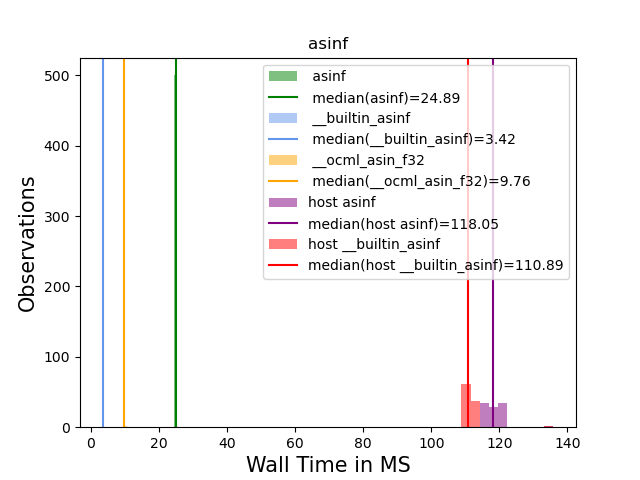 asinf
Observations
500
400
300
200
100
0
asinf
median(asinf)=24.89
__builtin_asinf
median(__builtin_asinf)=3.42
__ocml_asin_f32
median(__ocml_asin_f32)=9.76
host asinf
median(host asinf)=118.05
host __builtin_asinf
median(host __builtin_asinf)=110.89
0 20 40 60 80 100 120 140
Wall Time in MS